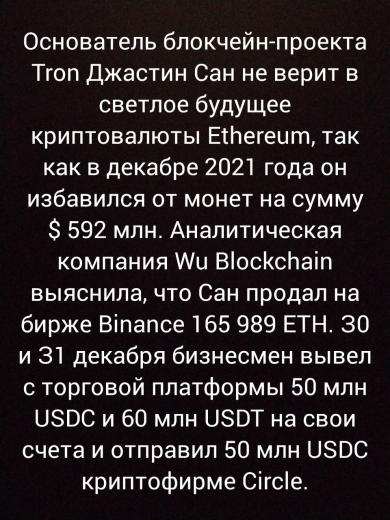 Основатель блокчейн-проекта
Tron Джастин Сан не верит в
светлое будущее
криптовалюты Ethereum, так
как в декабре 2021 года он
избавился от монет на сумму
$ 592 млн. Аналитическая
компания Wu Blockchain
выяснила, что Сан продал на
бирже Binance 165 989 ETH. 30
и 31 декабря бизнесмен вывел
с торговой платформы 50 млн
USDC и 60 млн USDT на свои
счета и отправил 50 млн USDC
криптофирме Circle.